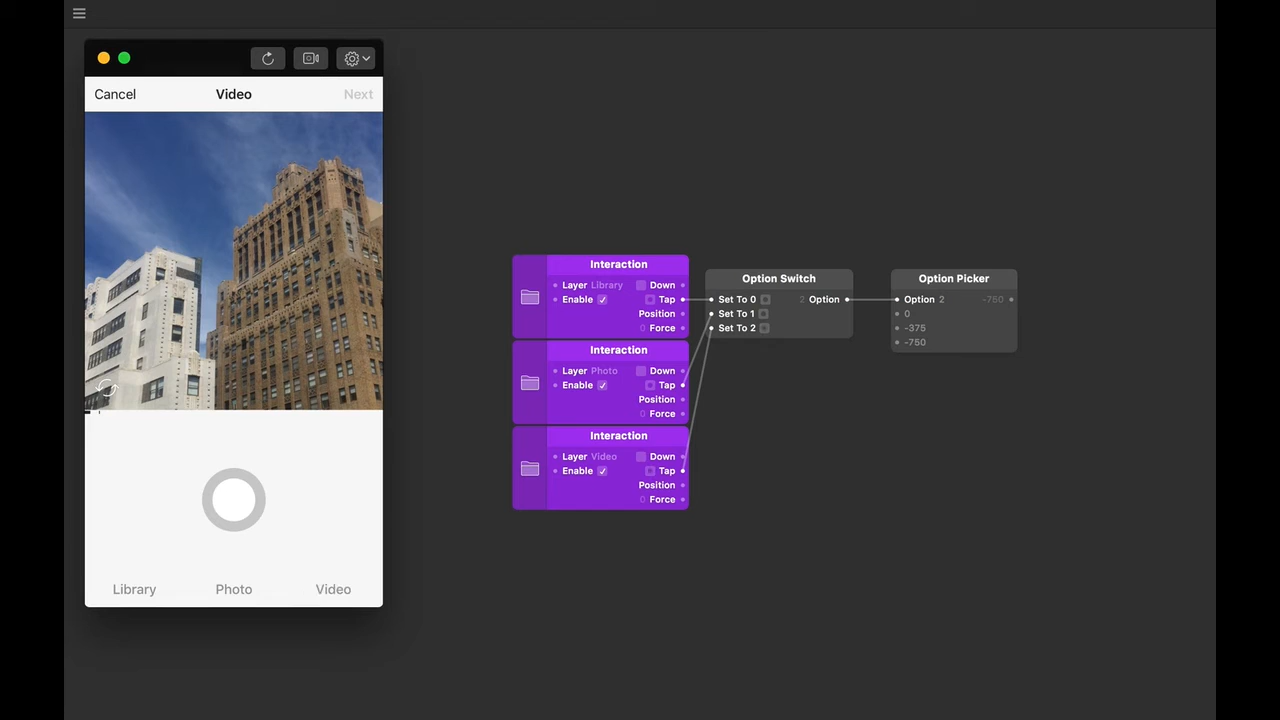 Cancel Video Next
Library Photo Video
Interaction
Layer Library Down
Enable Tap
Position
0 Force
Interaction
Layer Photo Down
Enable Tap
Position
0 Force
Interaction
Layer Video Down
Enable Tap
Position
0 Force
Option Switch
Set To 0 2 Option
Set To 1
Set To 2
Option Picker
Option 2 -750
0
-375
-750